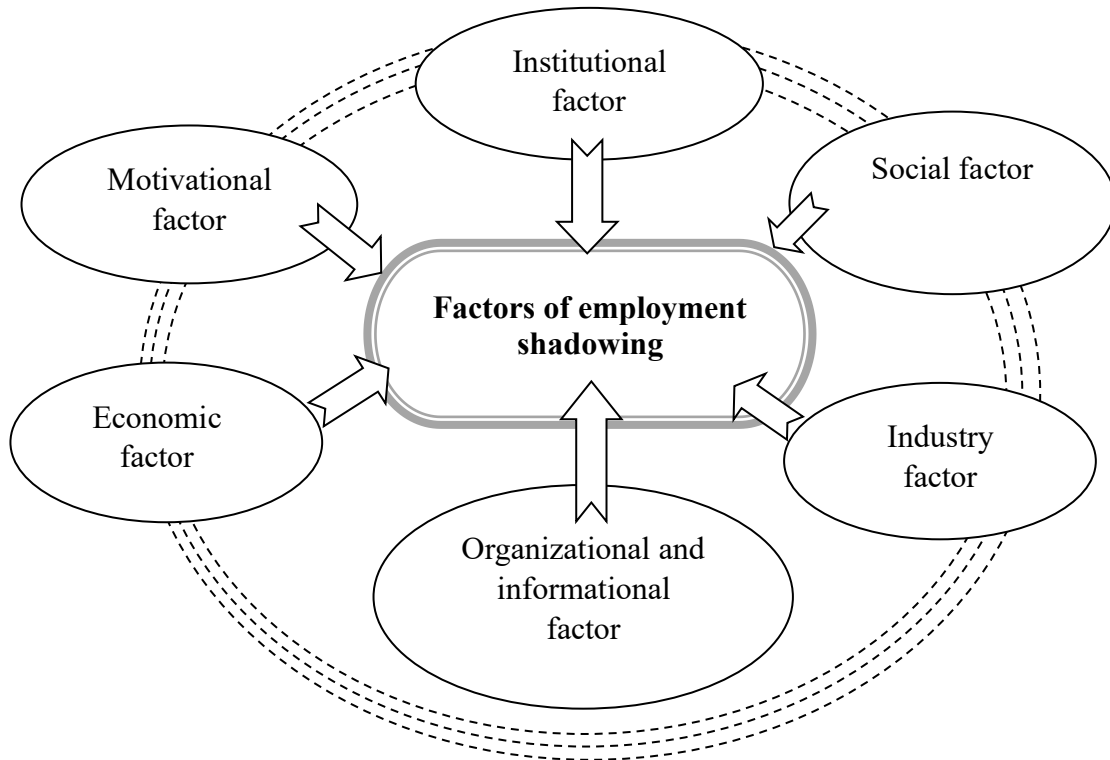 Institutional
factor
Motivational
factor
Social factor
Factors of employment
shadowing
Economic
factor
Industry
factor
Organizational and
informational
factor